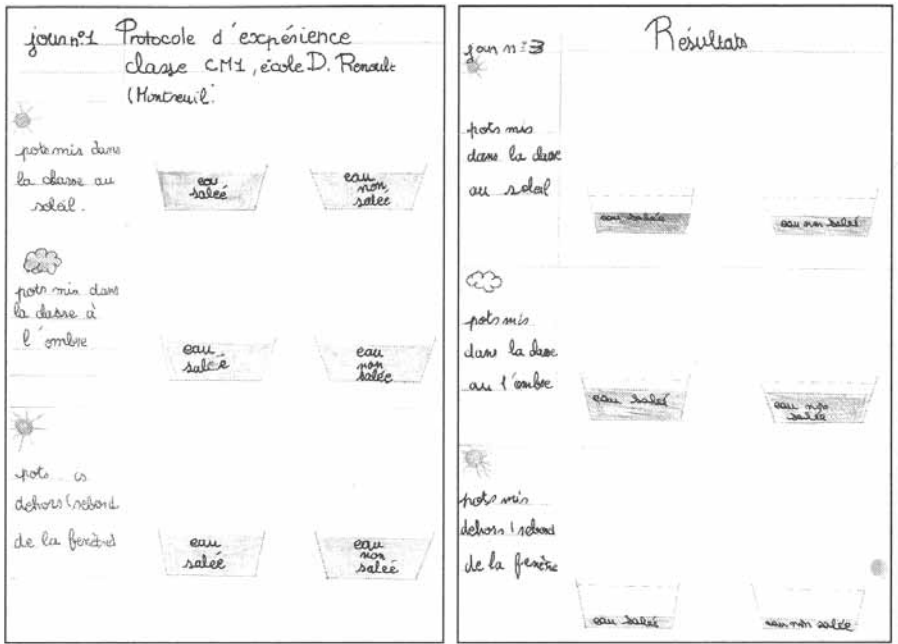 jour n°1 Protocole d'expérience
classe CM1, école D. Renoult
(Montreuil.
pots mis dans
la classe au
soleil.
eau
salée
eau
non
salée
pots mis dans
la classe à
l'ombre
eau
salée
eau
non
salée
pots
dehors (rebord
de la fenêtre)
eau
salée
eau
non
salée
Résultats
jour n°3
pots mis
dans la classe
au soleil
eau salée
eau non salée
pots mis
dans la classe
au l'ombre
eau salée
eau non
salée
pots mis
dehors (rebord
de la fenêtre
eau salée
eau non salée